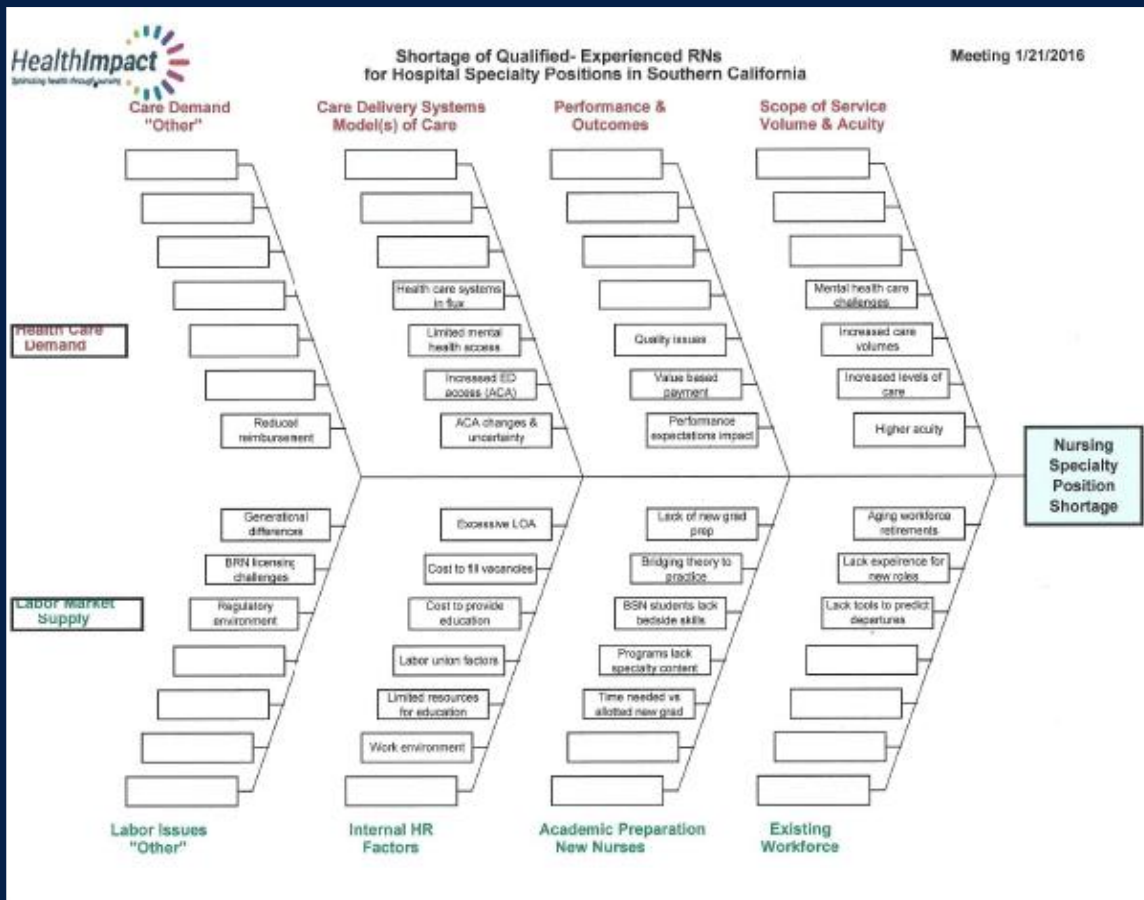 HealthImpact
Optimizing health through nursing
Shortage of Qualified- Experienced RNs
for Hospital Specialty Positions in Southern California
Meeting 1/21/2016
Care Demand
"Other"
Care Delivery Systems
Model(s) of Care
Performance &
Outcomes
Scope of Service
Volume & Acuity
Health care systems
in flux
Mental health care
challenges
Health Care
Demand
Limited mental
health access
Quality issues
Increased care
volumes
Increased ED
access (ACA)
Value based
payment
Increased levels of
care
Reduced
reimbursement
ACA changes &
uncertainty
Performance
expectations impact
Higher acuity
Nursing
Specialty
Position
Shortage
Generational
differences
Excessive LOA
Lack of new grad
prep
Aging workforce
retirements
BRN licensing
challenges
Cost to fill vacancies
Bridging theory to
practice
Lack expeirence for
new roles
Labor Market
Supply
Regulatory
environment
Cost to provide
education
BSN students lack
bedside skills
Lack tools to predict
departures
Labor union factors
Programs lack
specialty content
Limited resources
for education
Time needed vs
allotted new grad
Work environment
Labor Issues
"Other"
Internal HR
Factors
Academic Preparation
New Nurses
Existing
Workforce